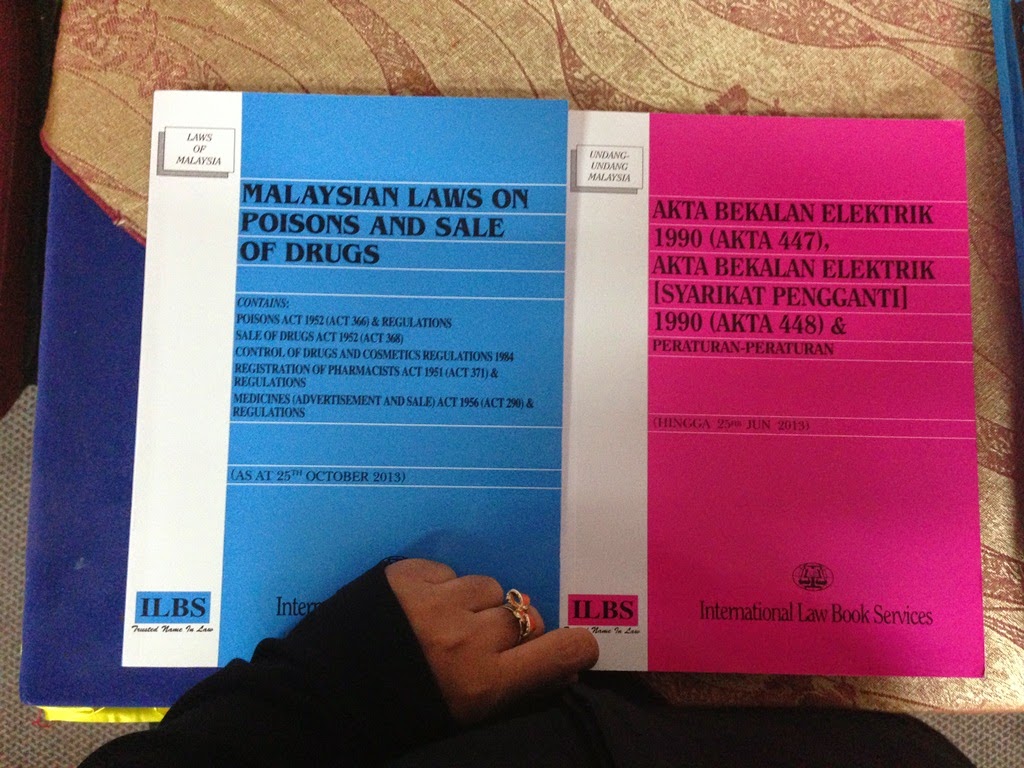 LAWS
OF
MALAYSIA
MALAYSIAN LAWS ON
POISONS AND SALE
OF DRUGS
CONTAINS:
POISONS ACT 1952 (ACT 366) & REGULATIONS
SALE OF DRUGS ACT 1952 (ACT 368)
CONTROL OF DRUGS AND COSMETICS REGULATIONS 1984
REGISTRATION OF PHARMACISTS ACT 1951 (ACT 371) &
REGULATIONS
MEDICINES (ADVERTISEMENT AND SALE) ACT 1956 (ACT 290) &
REGULATIONS
(AS AT 25TH OCTOBER 2013)
ILBS
Trusted Name In Law
UNDANG-
UNDANG
MALAYSIA
AKTA BEKALAN ELEKTRIK
1990 (AKTA 447),
AKTA BEKALAN ELEKTRIK
[SYARIKAT PENGGANTI]
1990 (AKTA 448) &
PERATURAN-PERATURAN
(HINGGA 25HB JUN 2013)
ILBS
Name In Law
International Law Book Services